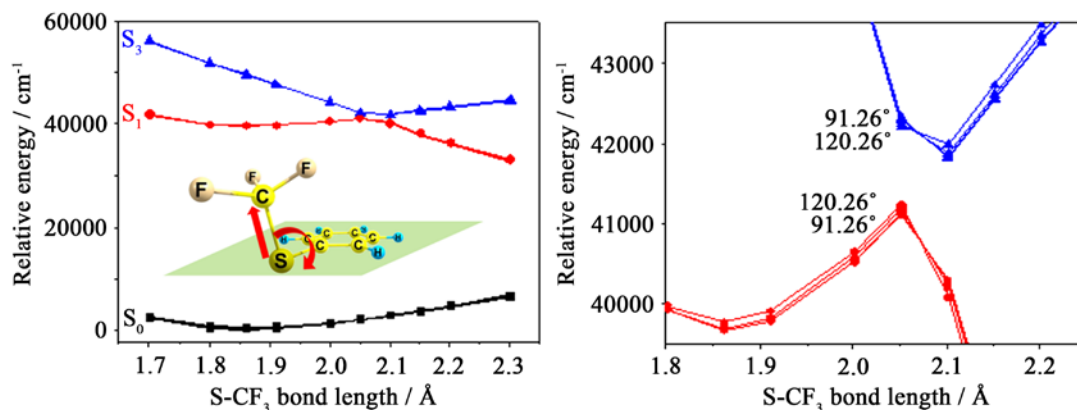 60000
40000
20000
0
Relative energy / cm⁻¹
S₃
S₁
S₀
F
F
F
C
S
H
C
H
C
C
H
C
C
H
C
H
1.7 1.8 1.9 2.0 2.1 2.2 2.3
S-CF₃ bond length / Å
43000
42000
41000
40000
Relative energy / cm⁻¹
91.26°
120.26°
120.26°
91.26°
1.8 1.9 2.0 2.1 2.2
S-CF₃ bond length / Å